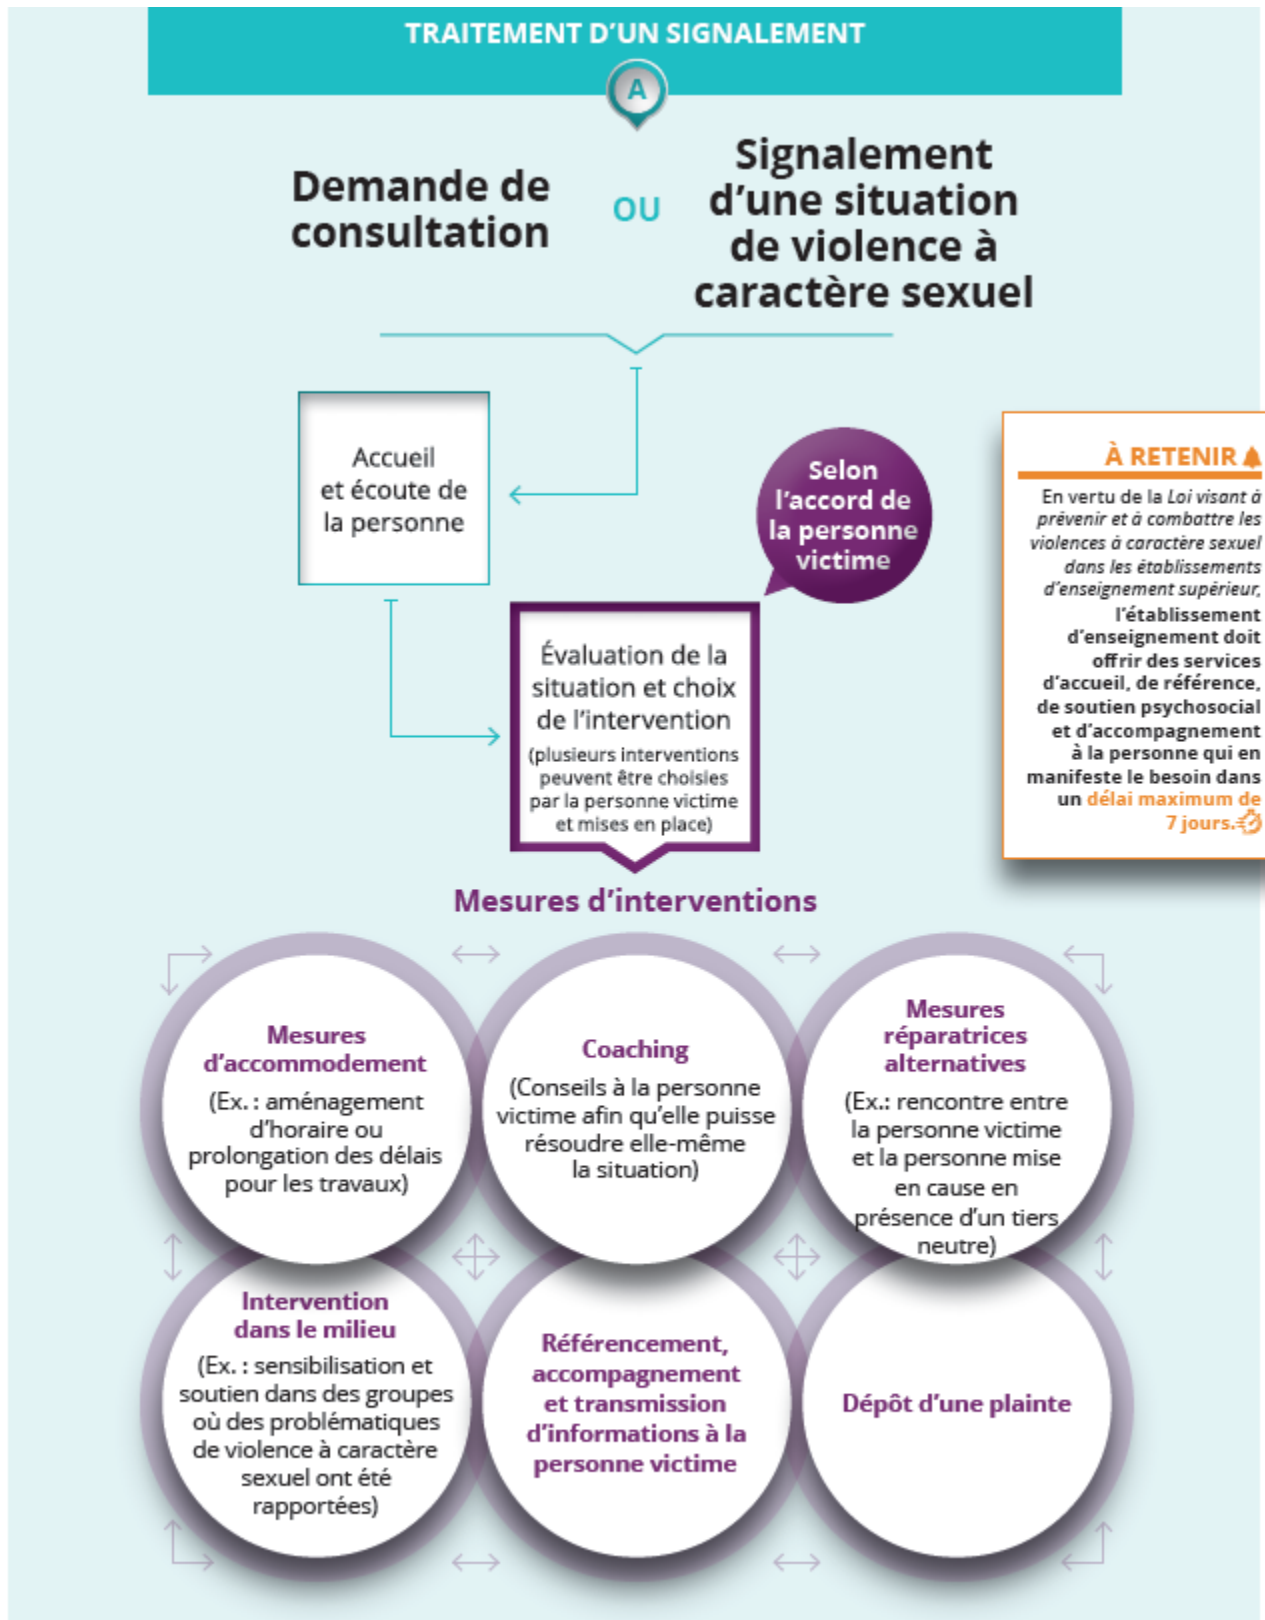 TRAITEMENT D'UN SIGNALEMENT
A
Demande de
consultation
OU
Signalement
d'une situation
de violence à
caractère sexuel
Accueil
et écoute de
la personne
Selon
l'accord de
la personne
victime
À RETENIR
En vertu de la Loi visant à
prévenir et à combattre les
violences à caractère sexuel
dans les établissements
d'enseignement supérieur,
l'établissement
d'enseignement doit
offrir des services
d'accueil, de référence,
de soutien psychosocial
et d'accompagnement
à la personne qui en
manifeste le besoin dans
un délai maximum de
7 jours.
Évaluation de la
situation et choix
de l'intervention
(plusieurs interventions
peuvent être choisies
par la personne victime
et mises en place)
Mesures d'interventions
Mesures
d'accommodement
(Ex. : aménagement
d'horaire ou
prolongation des délais
pour les travaux)
Coaching
(Conseils à la personne
victime afin qu'elle puisse
résoudre elle-même
la situation)
Mesures
réparatrices
alternatives
(Ex.: rencontre entre
la personne victime
et la personne mise
en cause en
présence d'un tiers
neutre)
Intervention
dans le milieu
(Ex. : sensibilisation et
soutien dans des groupes
où des problématiques
de violence à caractère
sexuel ont été
rapportées)
Référencement,
accompagnement
et transmission
d'informations à la
personne victime
Dépôt d'une plainte